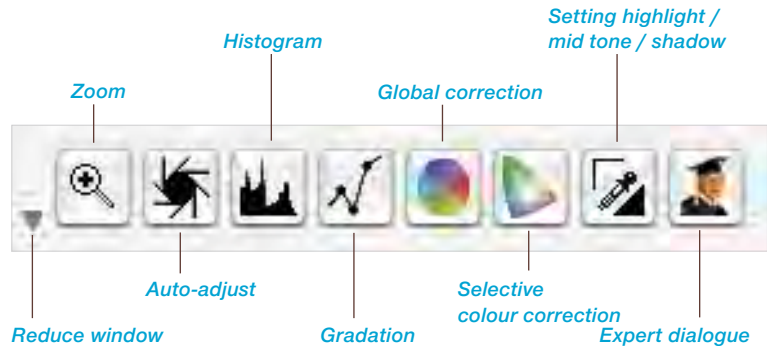 Setting highlight /
mid tone / shadow
Histogram
Zoom
Global correction
Auto-adjust
Selective
colour correction
Reduce window
Gradation
Expert dialogue